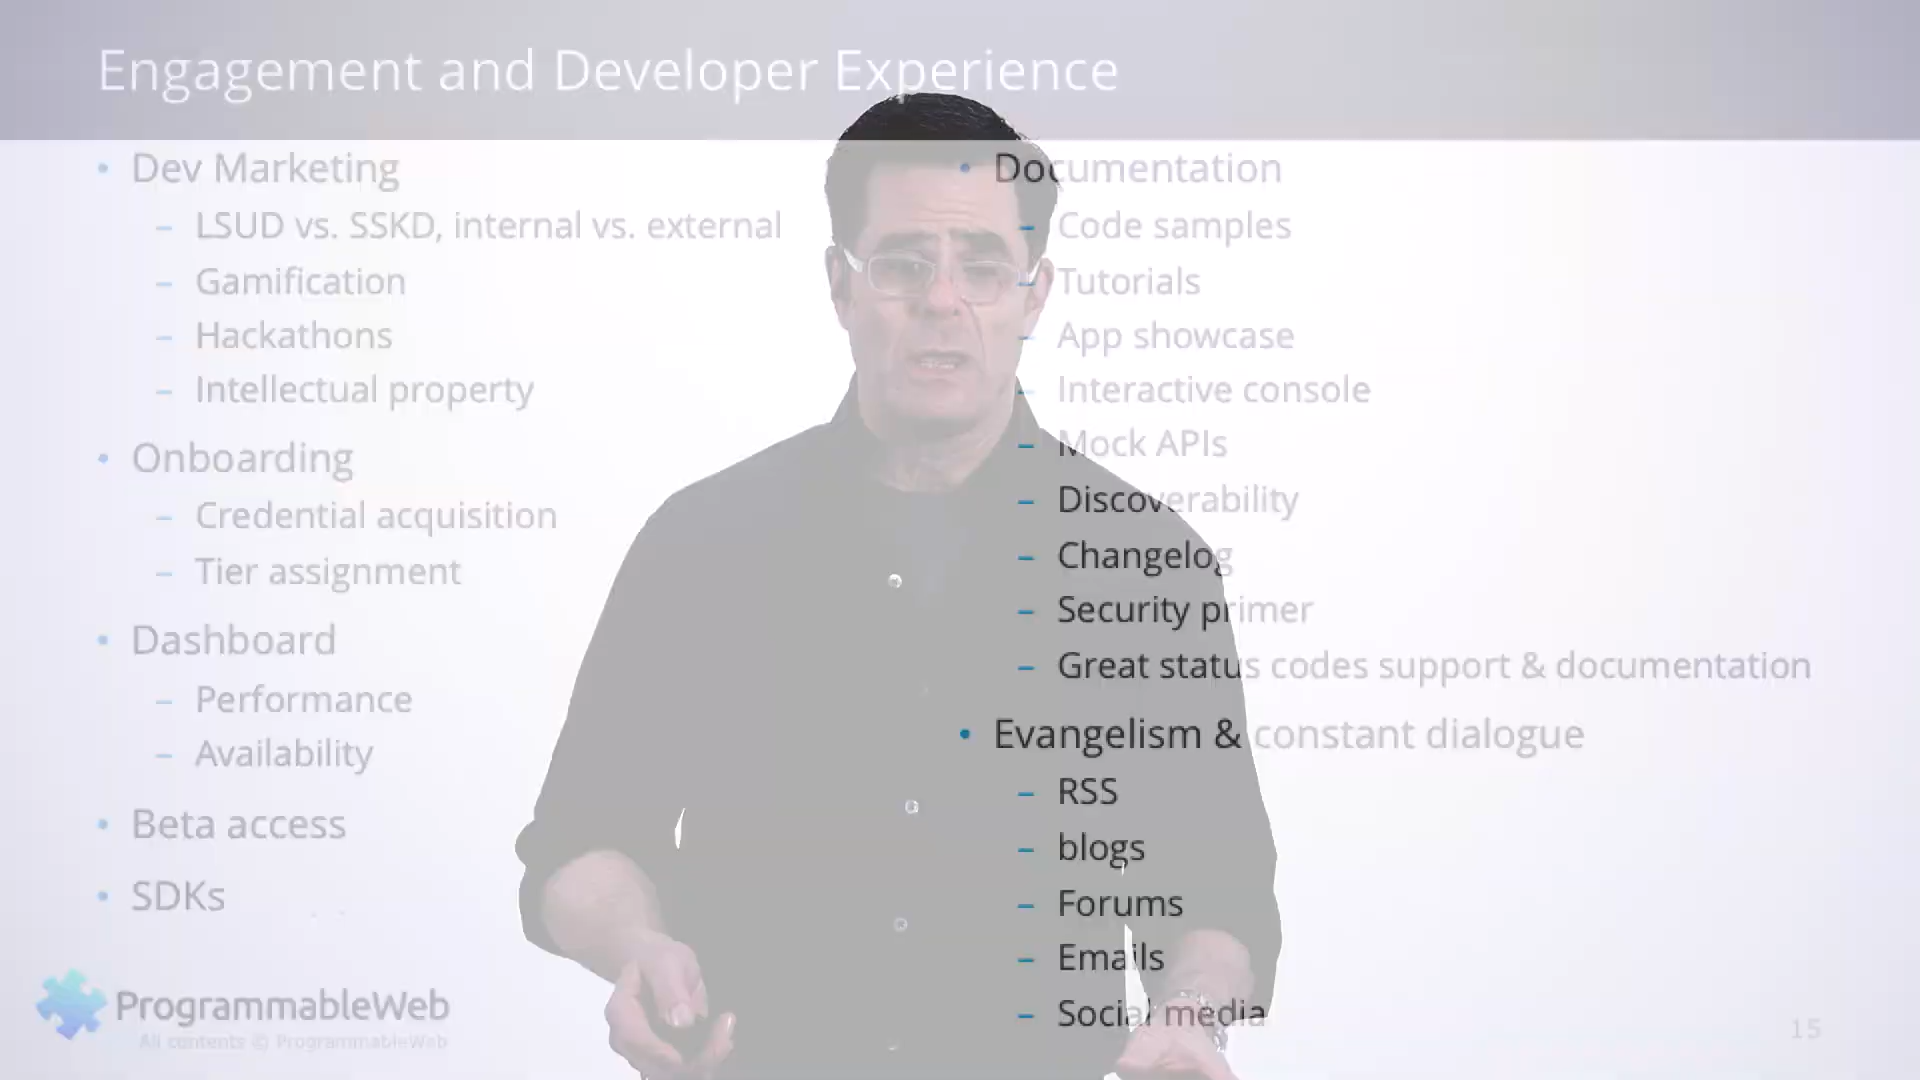 Engagement and Developer Experience
• Dev Marketing
– LSUD vs. SSKD, internal vs. external
– Gamification
– Hackathons
– Intellectual property
• Onboarding
– Credential acquisition
– Tier assignment
• Dashboard
– Performance
– Availability
• Beta access
• SDKs
• Documentation
– Code samples
– Tutorials
– App showcase
– Interactive console
– Mock APIs
– Discoverability
– Changelog
– Security primer
– Great status codes support & documentation
• Evangelism & constant dialogue
– RSS
– blogs
– Forums
– Emails
– Social media
ProgrammableWeb
All contents © ProgrammableWeb
15